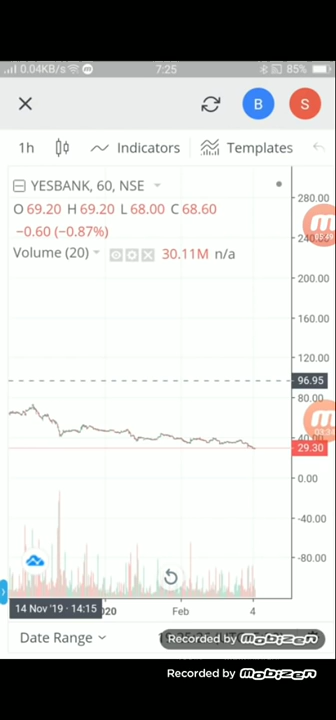 0.04KB/s 7:25 85%
B S
1h Indicators Templates
YESBANK, 60, NSE
O 69.20 H 69.20 L 68.00 C 68.60
−0.60 (−0.87%)
Volume (20) 30.11M n/a
280.00
240.00
200.00
160.00
120.00
96.95
80.00
40.00
29.30
0.00
-40.00
-80.00
14 Nov '19 · 14:15
2020 Feb 4
Date Range
Recorded by mobizen
Recorded by mobizen